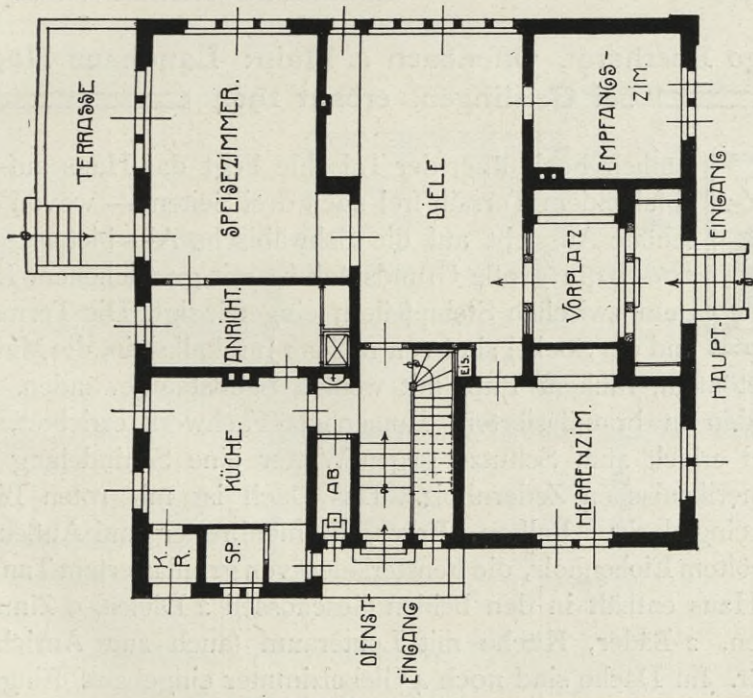 TERRASSE
SPEISEZIMMER.
DIELE
EMPFANGS-
ZIM.
ANRICHT.
VORPLATZ
KÜCHE
EIS.
HERRENZIM.
AB.
K.
R.
SP.
DIENST-
EINGANG
HAUPT-EINGANG